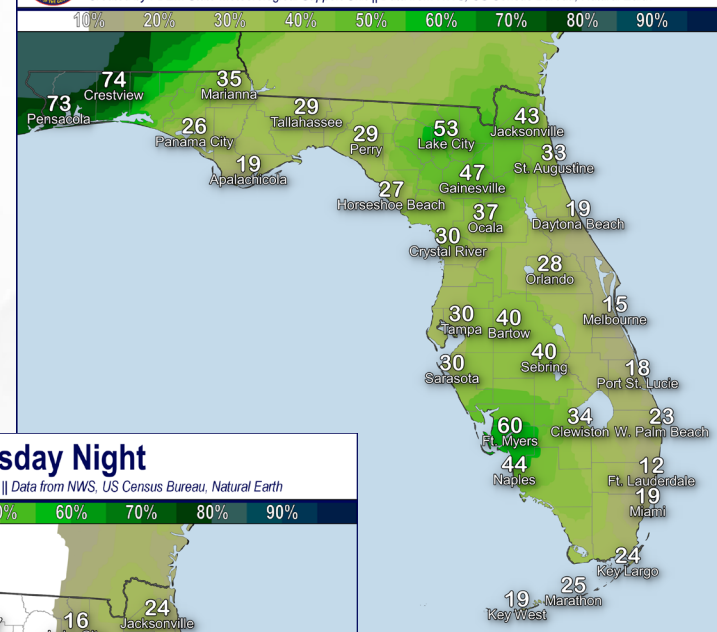 10% 20% 30% 40% 50% 60% 70% 80% 90%
74
Crestview
35
Marianna
73
Pensacola
29
Tallahassee
26
Panama City
29
Perry
53
Lake City
43
Jacksonville
33
St. Augustine
19
Apalachicola
47
Gainesville
27
Horseshoe Beach
37
Ocala
19
Daytona Beach
30
Crystal River
28
Orlando
15
Melbourne
30
Tampa
40
Bartow
30
Sarasota
40
Sebring
18
Port St. Lucie
60
Ft. Myers
34
Clewiston
23
W. Palm Beach
44
Naples
12
Ft. Lauderdale
19
Miami
24
Key Largo
25
Marathon
19
Key West
sday Night
|| Data from NWS, US Census Bureau, Natural Earth
0% 60% 70% 80% 90%
16
24
Jacksonville